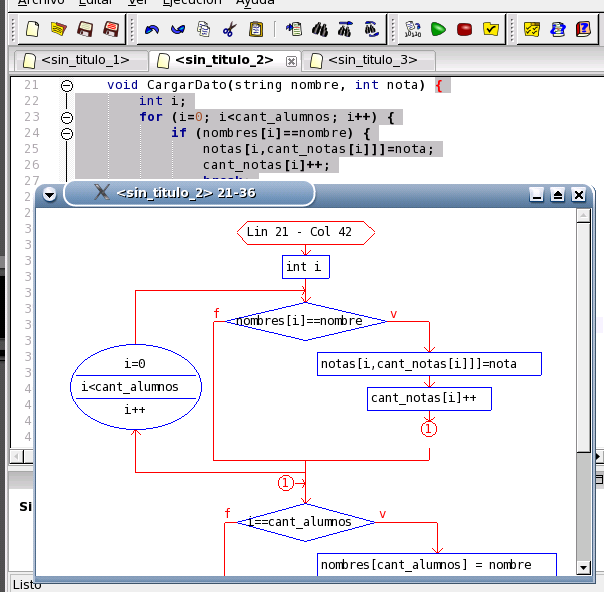 Archivo Editar Ver Ejecución Ayuda
<sin_titulo_1> <sin_titulo_2> <sin_titulo_3>
21 void CargarDato(string nombre, int nota) {
22 int i;
23 for (i=0; i<cant_alumnos; i++) {
24 if (nombres[i]==nombre) {
25 notas[i,cant_notas[i]]]=nota;
26 cant_notas[i]++;
27 break
<sin_titulo_2> 21-36
Lin 21 - Col 42
int i
f nombres[i]==nombre v
i=0
i<cant_alumnos
i++
notas[i,cant_notas[i]]]=nota
cant_notas[i]++
1
1
f i==cant_alumnos v
nombres[cant_alumnos] = nombre
Si
Listo